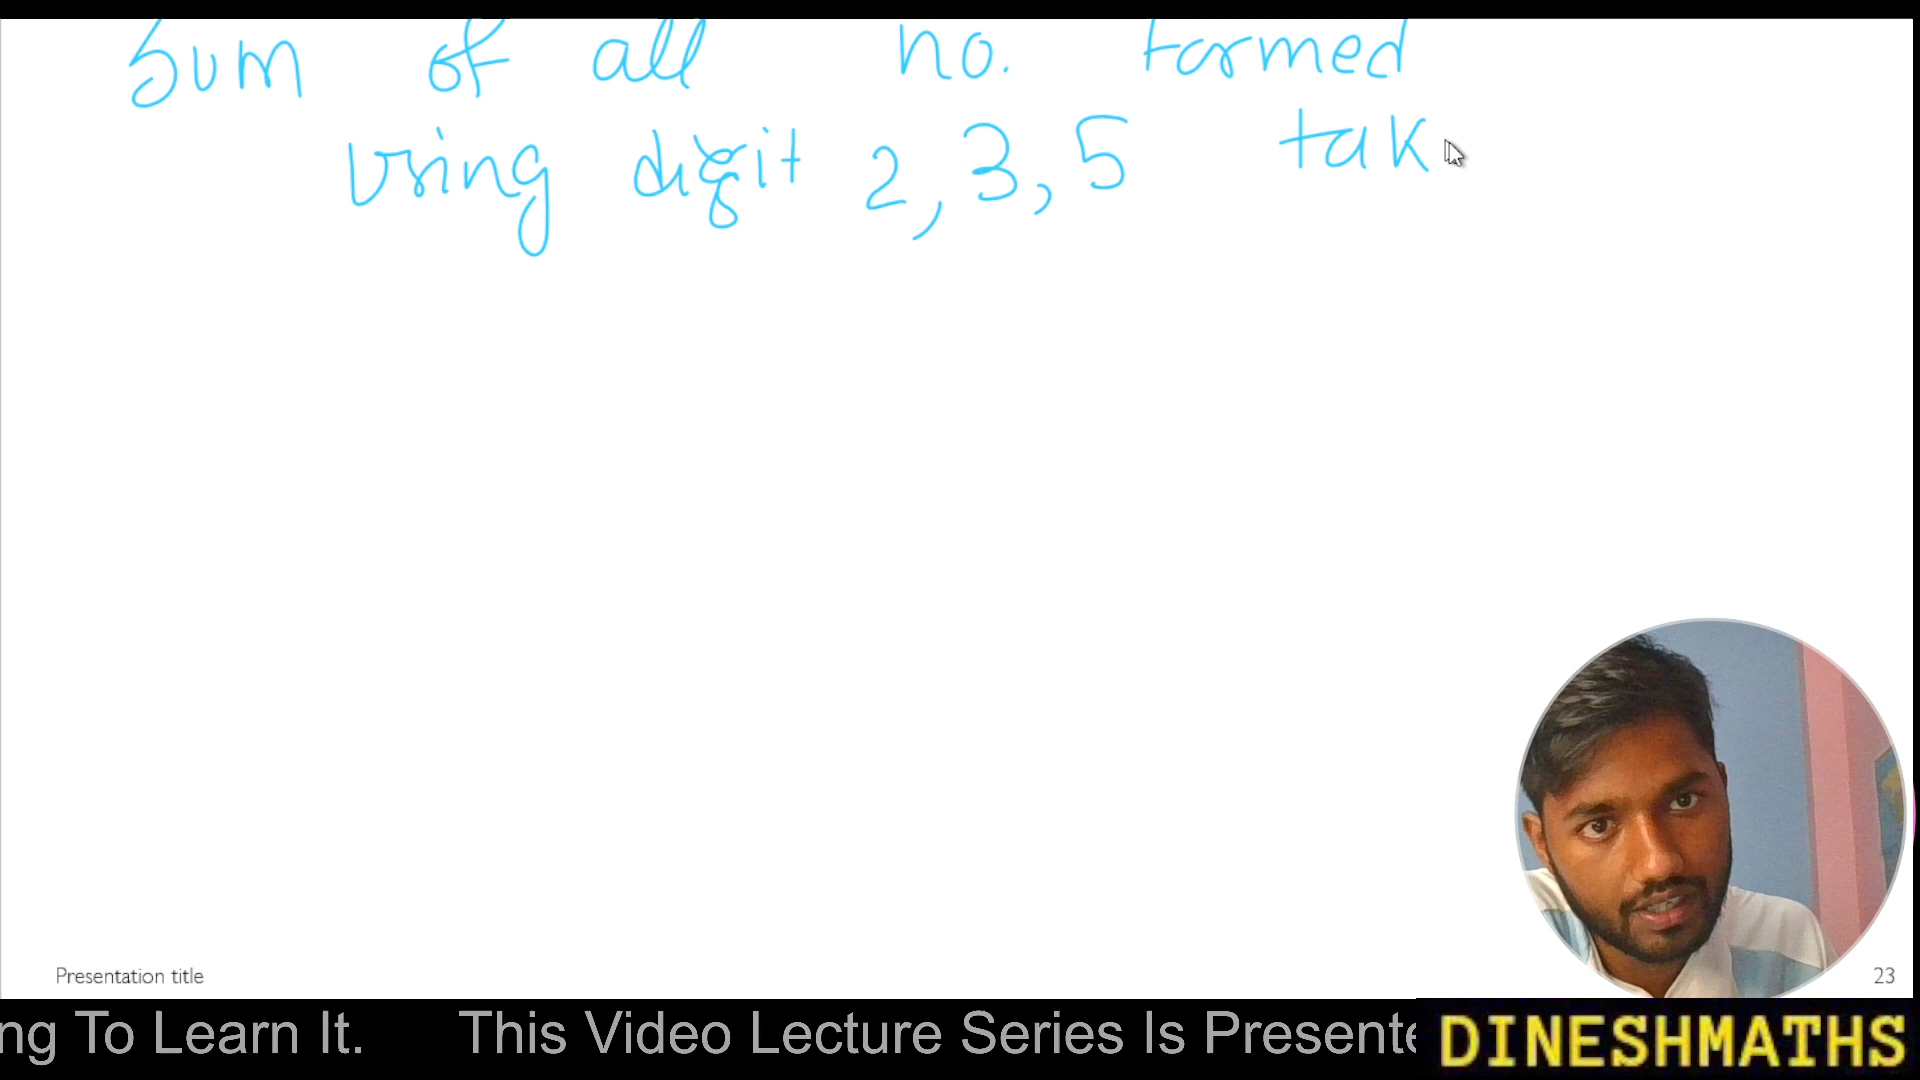 Sum of all no. formed
using digit 2, 3, 5 tak
Presentation title
23
ng To Learn It. This Video Lecture Series Is Presente
DINESHMATHS